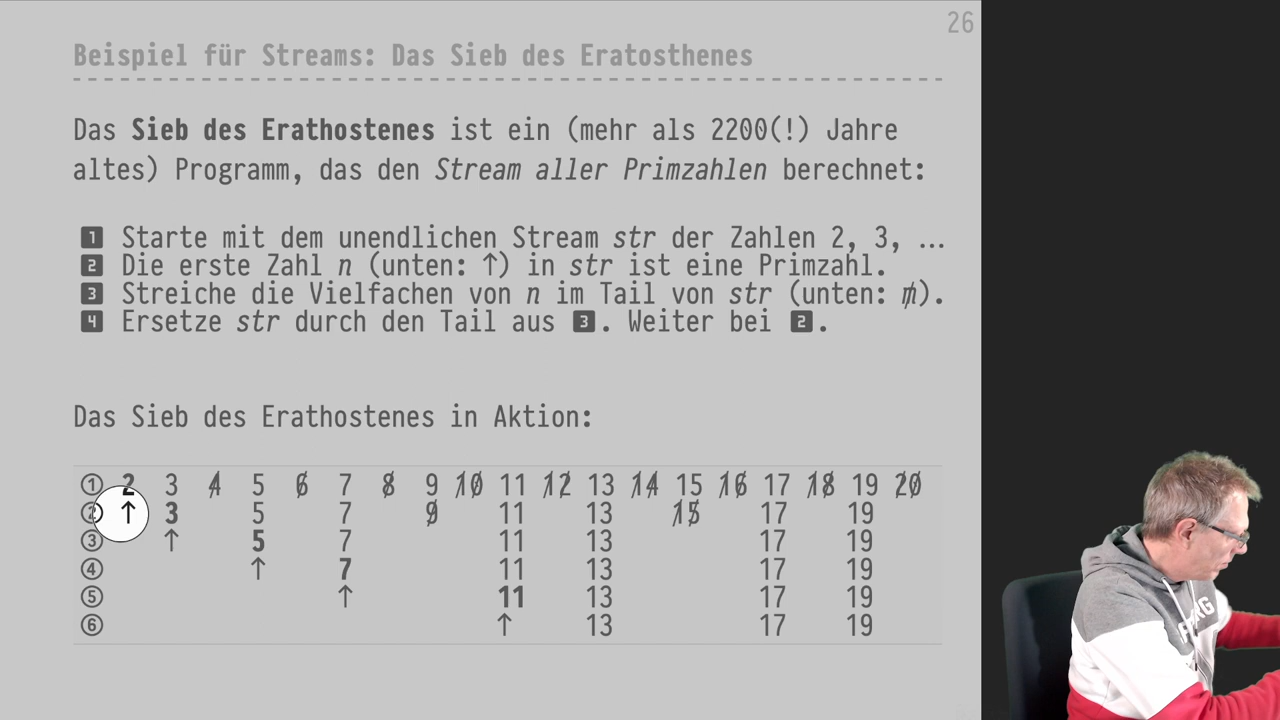 26
Beispiel für Streams: Das Sieb des Eratosthenes
Das Sieb des Erathostenes ist ein (mehr als 2200(!) Jahre
altes) Programm, das den Stream aller Primzahlen berechnet:
1 Starte mit dem unendlichen Stream str der Zahlen 2, 3, …
2 Die erste Zahl n (unten: ↑) in str ist eine Primzahl.
3 Streiche die Vielfachen von n im Tail von str (unten: m̸).
4 Ersetze str durch den Tail aus 3. Weiter bei 2.
Das Sieb des Erathostenes in Aktion:
① 2 3 4 5 6 7 8 9 10 11 12 13 14 15 16 17 18 19 20
② ↑ 3 5 7 9 11 13 15 17 19
③ ↑ 5 7 11 13 17 19
④ ↑ 7 11 13 17 19
⑤ ↑ 11 13 17 19
⑥ ↑ 13 17 19